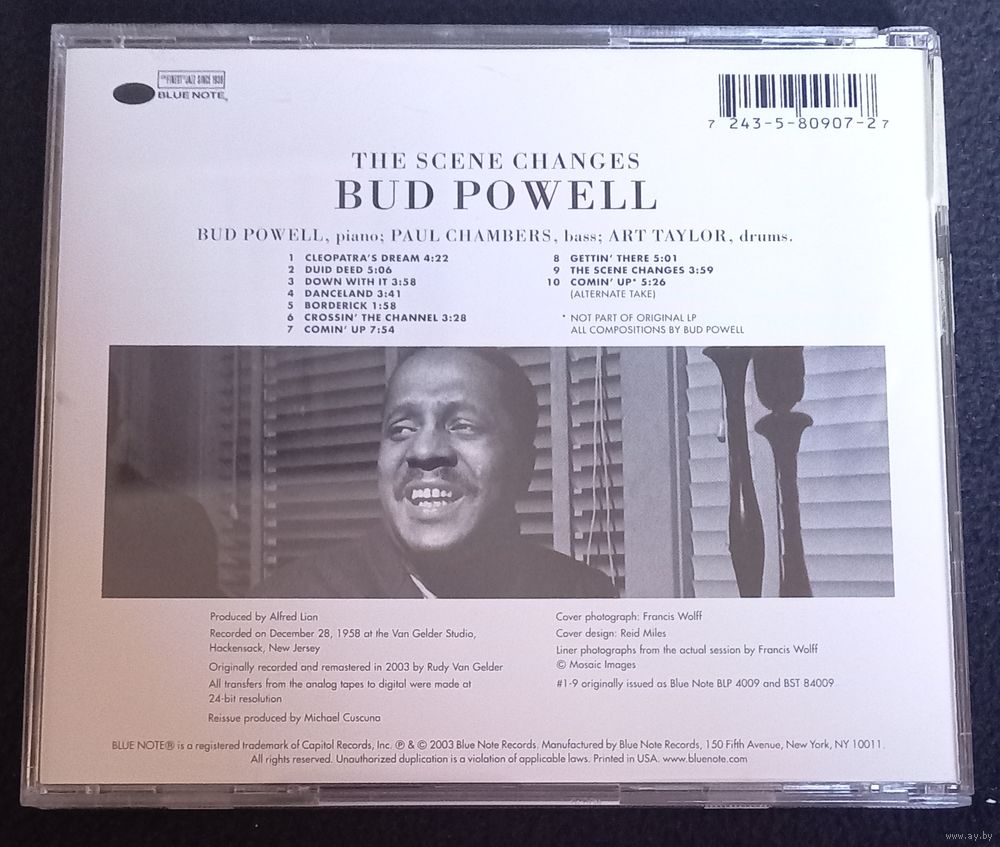 THE FINEST IN JAZZ SINCE 1939
BLUE NOTE
7 243-5-80907-2 7
THE SCENE CHANGES
BUD POWELL
BUD POWELL, piano; PAUL CHAMBERS, bass; ART TAYLOR, drums.
1 CLEOPATRA'S DREAM 4:22
2 DUID DEED 5:06
3 DOWN WITH IT 3:58
4 DANCELAND 3:41
5 BORDERICK 1:58
6 CROSSIN' THE CHANNEL 3:28
7 COMIN' UP 7:54
8 GETTIN' THERE 5:01
9 THE SCENE CHANGES 3:59
10 COMIN' UP* 5:26
(ALTERNATE TAKE)
* NOT PART OF ORIGINAL LP
ALL COMPOSITIONS BY BUD POWELL
Produced by Alfred Lion
Recorded on December 28, 1958 at the Van Gelder Studio,
Hackensack, New Jersey
Originally recorded and remastered in 2003 by Rudy Van Gelder
All transfers from the analog tapes to digital were made at
24-bit resolution
Reissue produced by Michael Cuscuna
Cover photograph: Francis Wolff
Cover design: Reid Miles
Liner photographs from the actual session by Francis Wolff
© Mosaic Images
#1-9 originally issued as Blue Note BLP 4009 and BST 84009
BLUE NOTE® is a registered trademark of Capitol Records, Inc. ℗ & © 2003 Blue Note Records. Manufactured by Blue Note Records, 150 Fifth Avenue, New York, NY 10011.
All rights reserved. Unauthorized duplication is a violation of applicable laws. Printed in USA. www.bluenote.com
www.ay.by